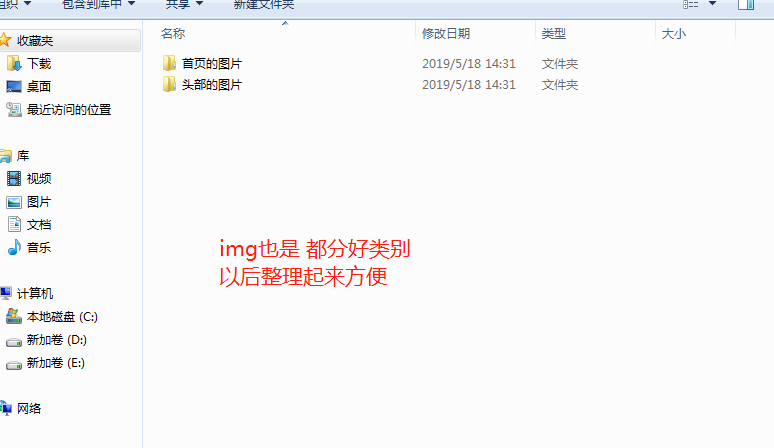 组织 包含到库中 共享 新建文件夹
收藏夹
下载
桌面
最近访问的位置
库
视频
图片
文档
音乐
计算机
本地磁盘 (C:)
新加卷 (D:)
新加卷 (E:)
网络
名称 修改日期 类型 大小
首页的图片 2019/5/18 14:31 文件夹
头部的图片 2019/5/18 14:31 文件夹
img也是 都分好类别
以后整理起来方便